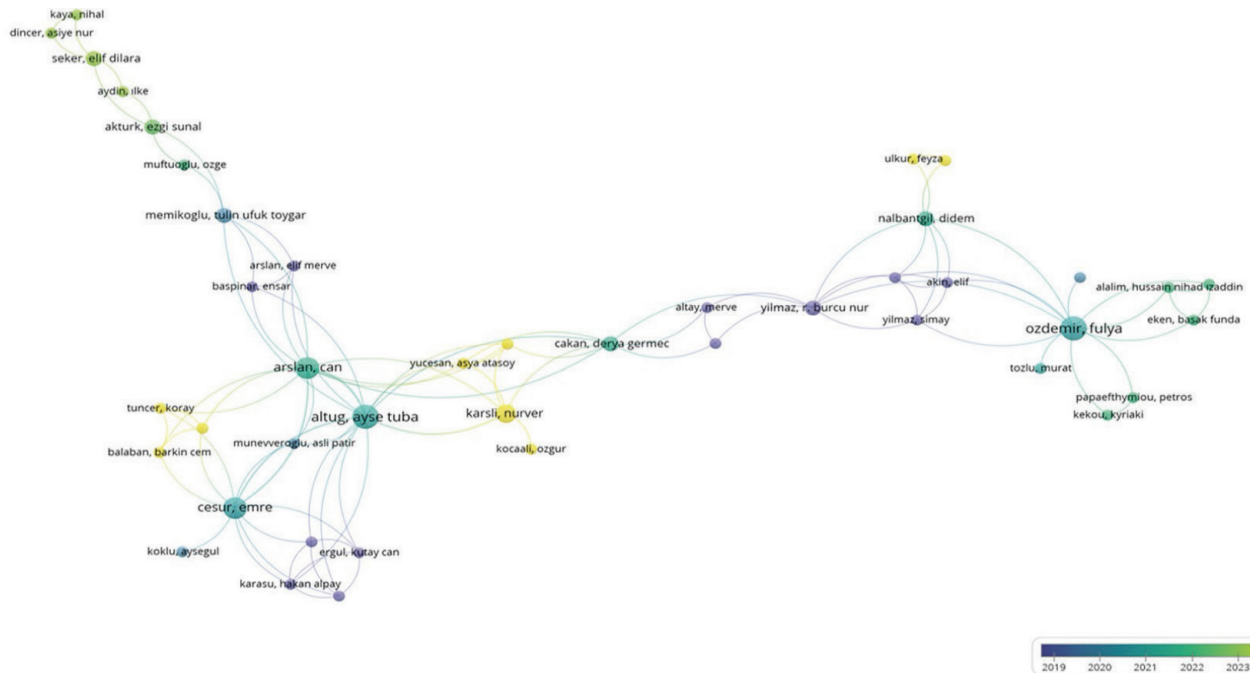 kaya, nihal
dincer, asiye nur
seker, elif dilara
aydin, ilke
akturk, ezgi sunal
muftuoglu, ozge
memikoglu, tulin ufuk toygar
arslan, elif merve
baspinar, ensar
arslan, can
altug, ayse tuba
tuncer, koray
balaban, barkin cem
munevveroglu, asli patir
cesur, emre
koklu, aysegul
ergul, kutay can
karasu, hakan alpay
yucesan, asya atasoy
karsli, nurver
kocaali, ozgur
cakan, derya germec
altay, merve
yilmaz, r. burcu nur
ulkur, feyza
nalbantgil, didem
akin, elif
yilmaz, simay
ozdemir, fulya
alalim, hussain nihad izaddin
eken, basak funda
tozlu, murat
papaefthymiou, petros
kekou, kyriaki
2019 2020 2021 2022 2023